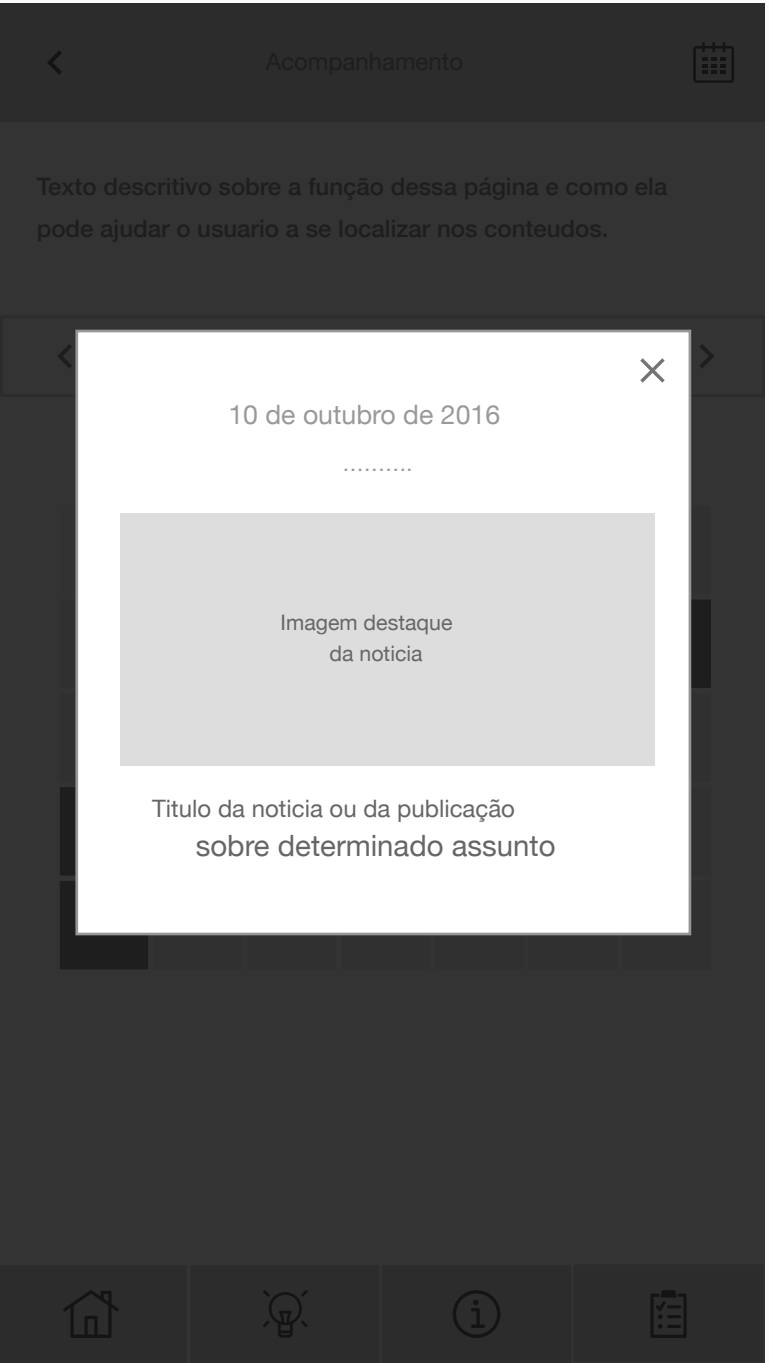 Acompanhamento
Texto descritivo sobre a função dessa página e como ela
pode ajudar o usuario a se localizar nos conteudos.
10 de outubro de 2016
..........
Imagem destaque
da noticia
Titulo da noticia ou da publicação
sobre determinado assunto